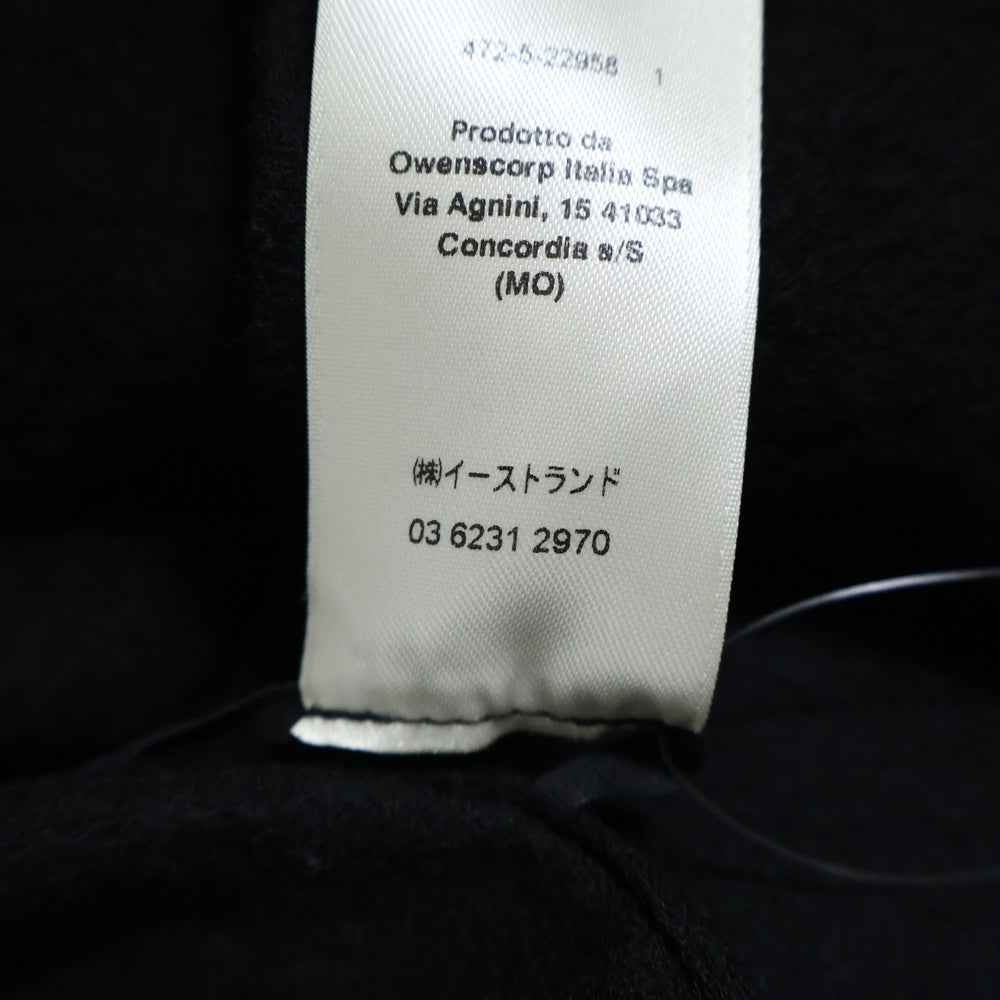 472-5-22958 1
Prodotto da
Owenscorp Italia Spa
Via Agnini, 15 41033
Concordia s/S
(MO)
㈱イーストランド
03 6231 2970